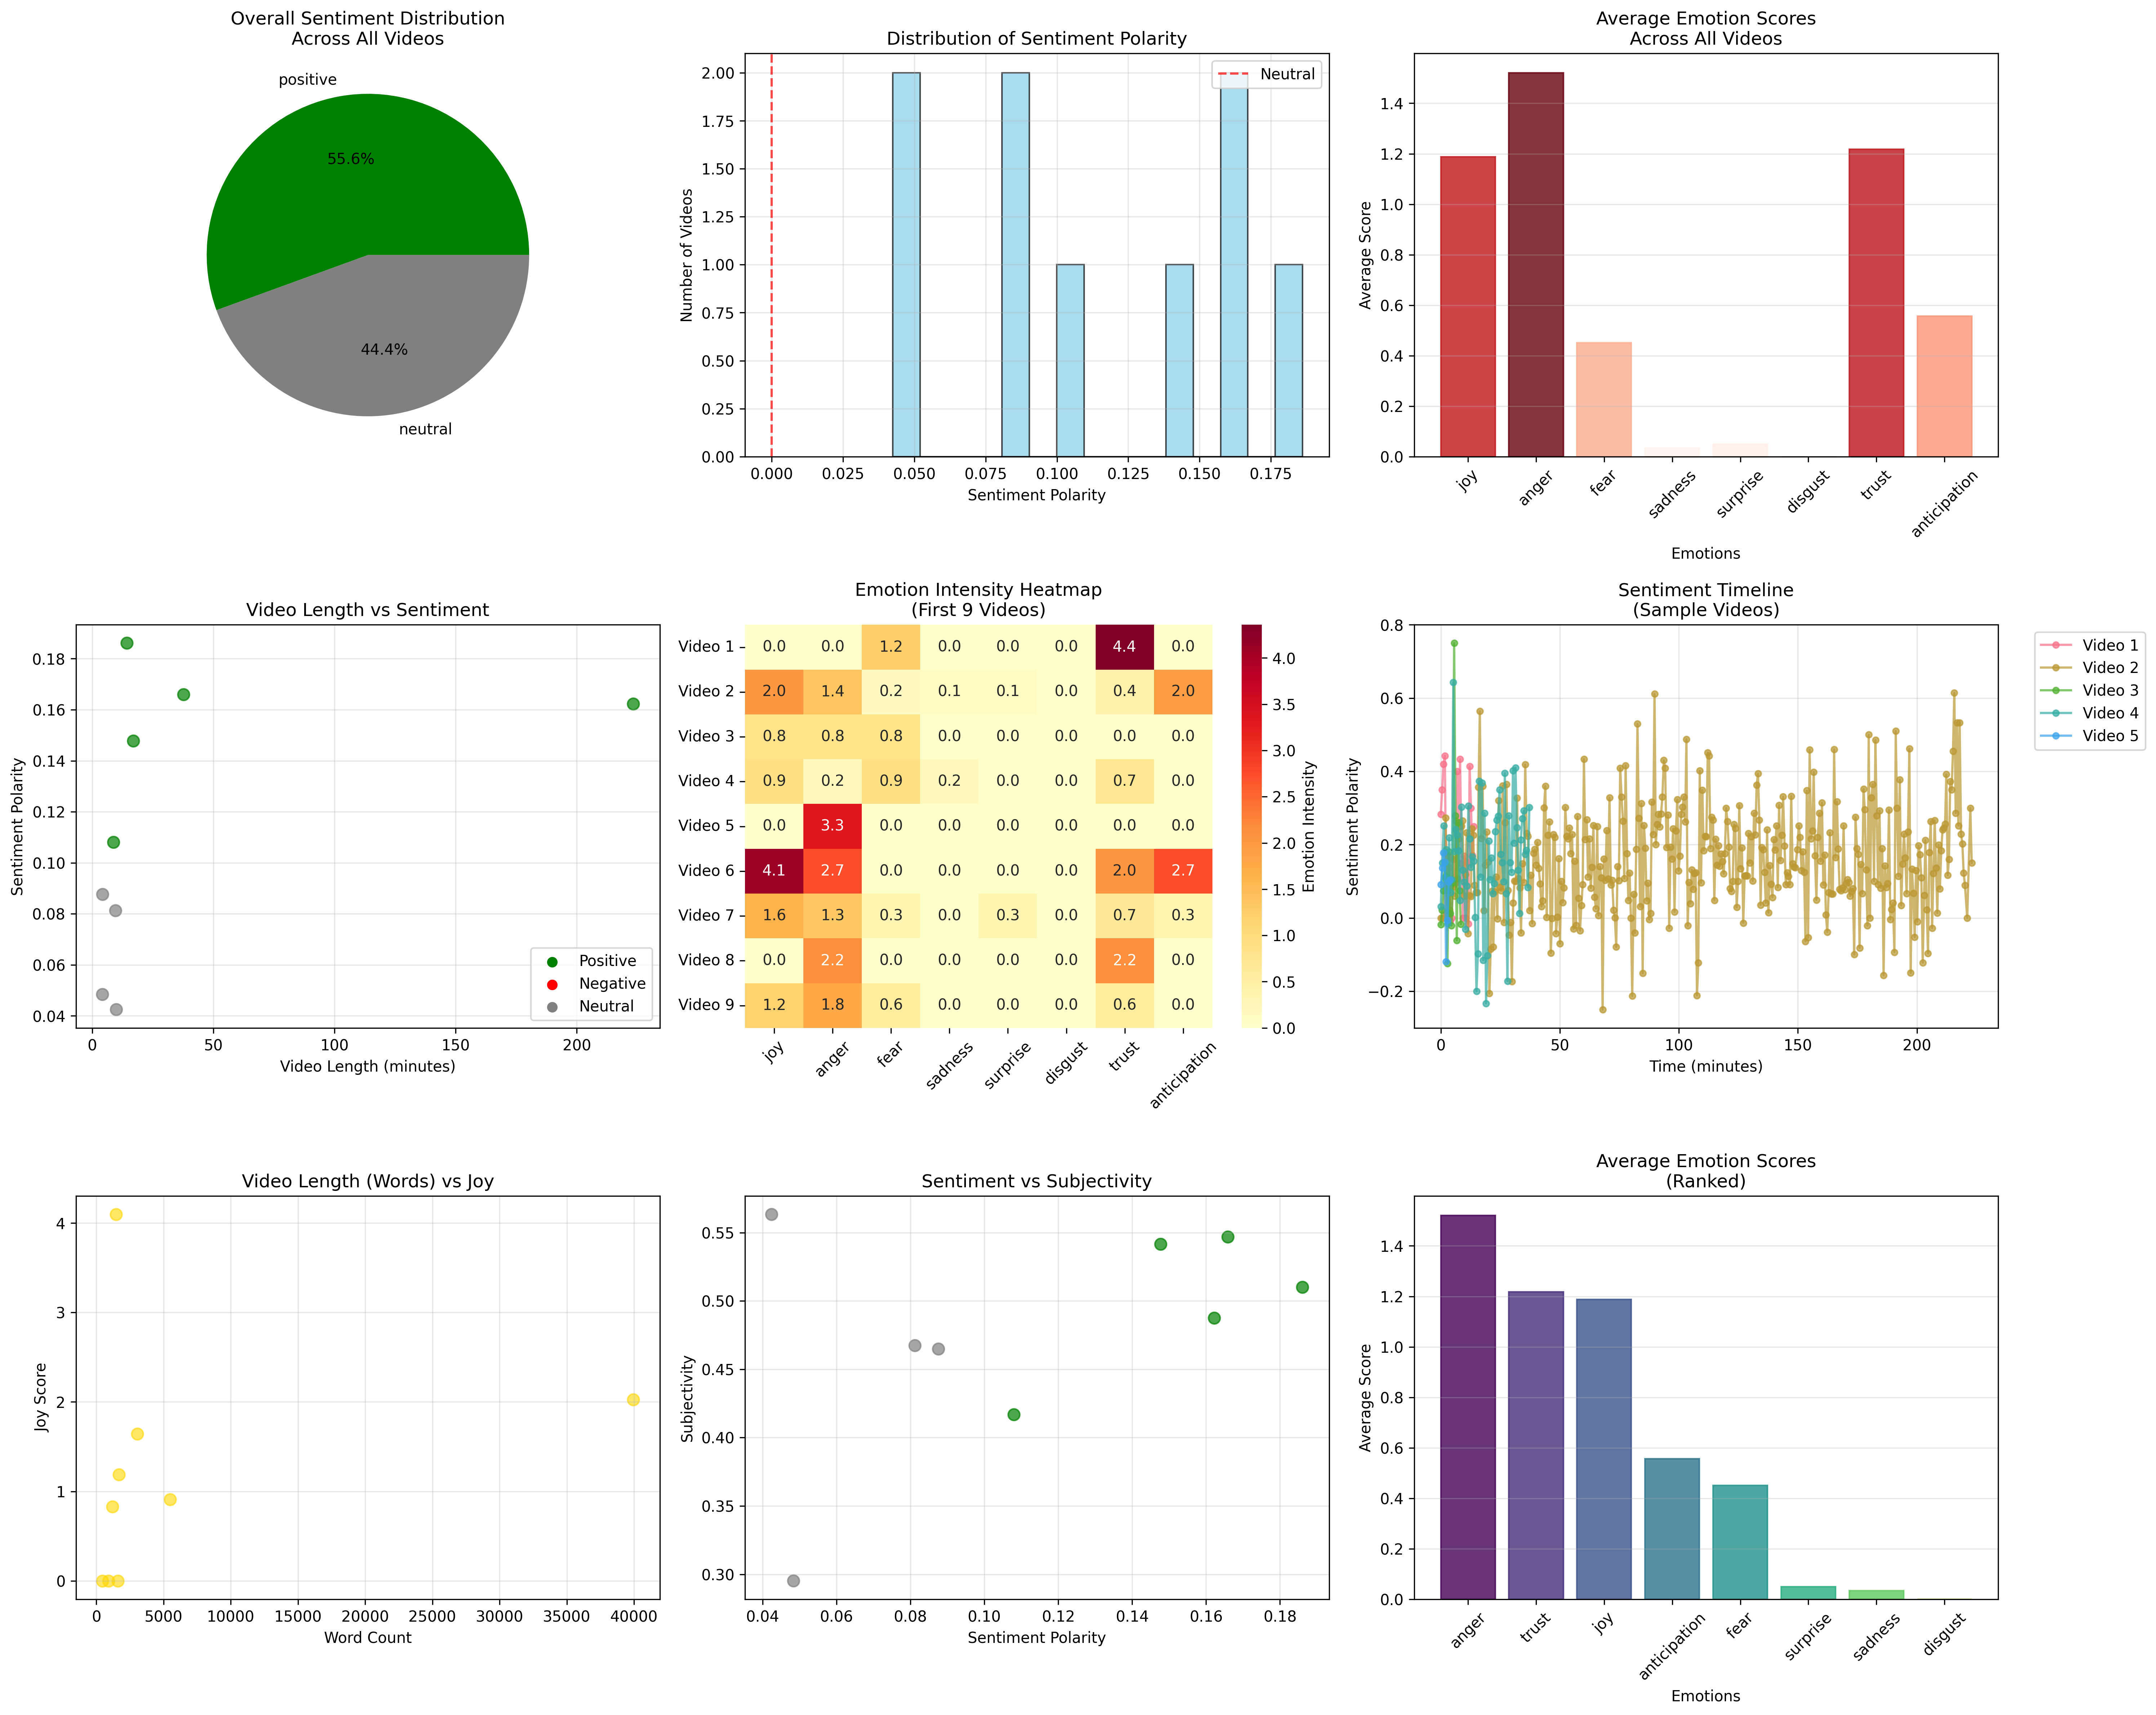 Overall Sentiment Distribution
Across All Videos
positive
55.6%
44.4%
neutral
Distribution of Sentiment Polarity
Neutral
Number of Videos
2.00
1.75
1.50
1.25
1.00
0.75
0.50
0.25
0.00
0.000 0.025 0.050 0.075 0.100 0.125 0.150 0.175
Sentiment Polarity
Average Emotion Scores
Across All Videos
Average Score
1.4
1.2
1.0
0.8
0.6
0.4
0.2
0.0
joy anger fear sadness surprise disgust trust anticipation
Emotions
Video Length vs Sentiment
Sentiment Polarity
0.18
0.16
0.14
0.12
0.10
0.08
0.06
0.04
Positive
Negative
Neutral
0 50 100 150 200
Video Length (minutes)
Emotion Intensity Heatmap
(First 9 Videos)
Video 1 0.0 0.0 1.2 0.0 0.0 0.0 4.4 0.0
Video 2 2.0 1.4 0.2 0.1 0.1 0.0 0.4 2.0
Video 3 0.8 0.8 0.8 0.0 0.0 0.0 0.0 0.0
Video 4 0.9 0.2 0.9 0.2 0.0 0.0 0.7 0.0
Video 5 0.0 3.3 0.0 0.0 0.0 0.0 0.0 0.0
Video 6 4.1 2.7 0.0 0.0 0.0 0.0 2.0 2.7
Video 7 1.6 1.3 0.3 0.0 0.3 0.0 0.7 0.3
Video 8 0.0 2.2 0.0 0.0 0.0 0.0 2.2 0.0
Video 9 1.2 1.8 0.6 0.0 0.0 0.0 0.6 0.0
joy anger fear sadness surprise disgust trust anticipation
4.0
3.5
3.0
2.5
2.0
1.5
1.0
0.5
0.0
Emotion Intensity
Sentiment Timeline
(Sample Videos)
Sentiment Polarity
0.8
0.6
0.4
0.2
0.0
−0.2
0 50 100 150 200
Time (minutes)
Video 1
Video 2
Video 3
Video 4
Video 5
Video Length (Words) vs Joy
Joy Score
4
3
2
1
0
0 5000 10000 15000 20000 25000 30000 35000 40000
Word Count
Sentiment vs Subjectivity
Subjectivity
0.55
0.50
0.45
0.40
0.35
0.30
0.04 0.06 0.08 0.10 0.12 0.14 0.16 0.18
Sentiment Polarity
Average Emotion Scores
(Ranked)
Average Score
1.4
1.2
1.0
0.8
0.6
0.4
0.2
0.0
anger trust joy anticipation fear surprise sadness disgust
Emotions